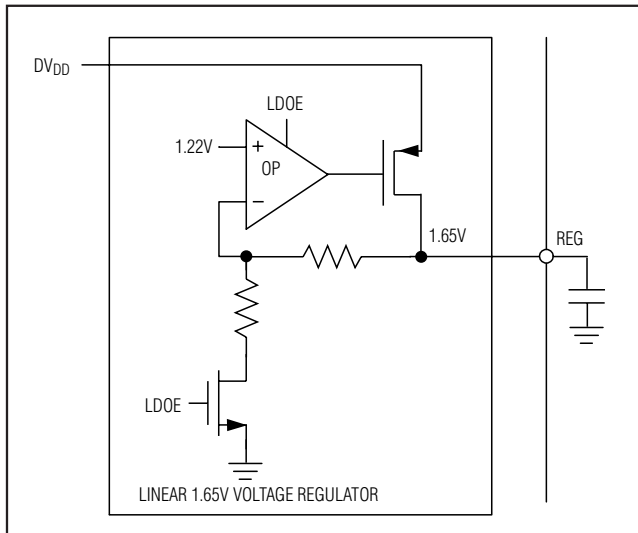 DVDD
LDOE
1.22V
+
OP
−
1.65V
REG
LDOE
LINEAR 1.65V VOLTAGE REGULATOR